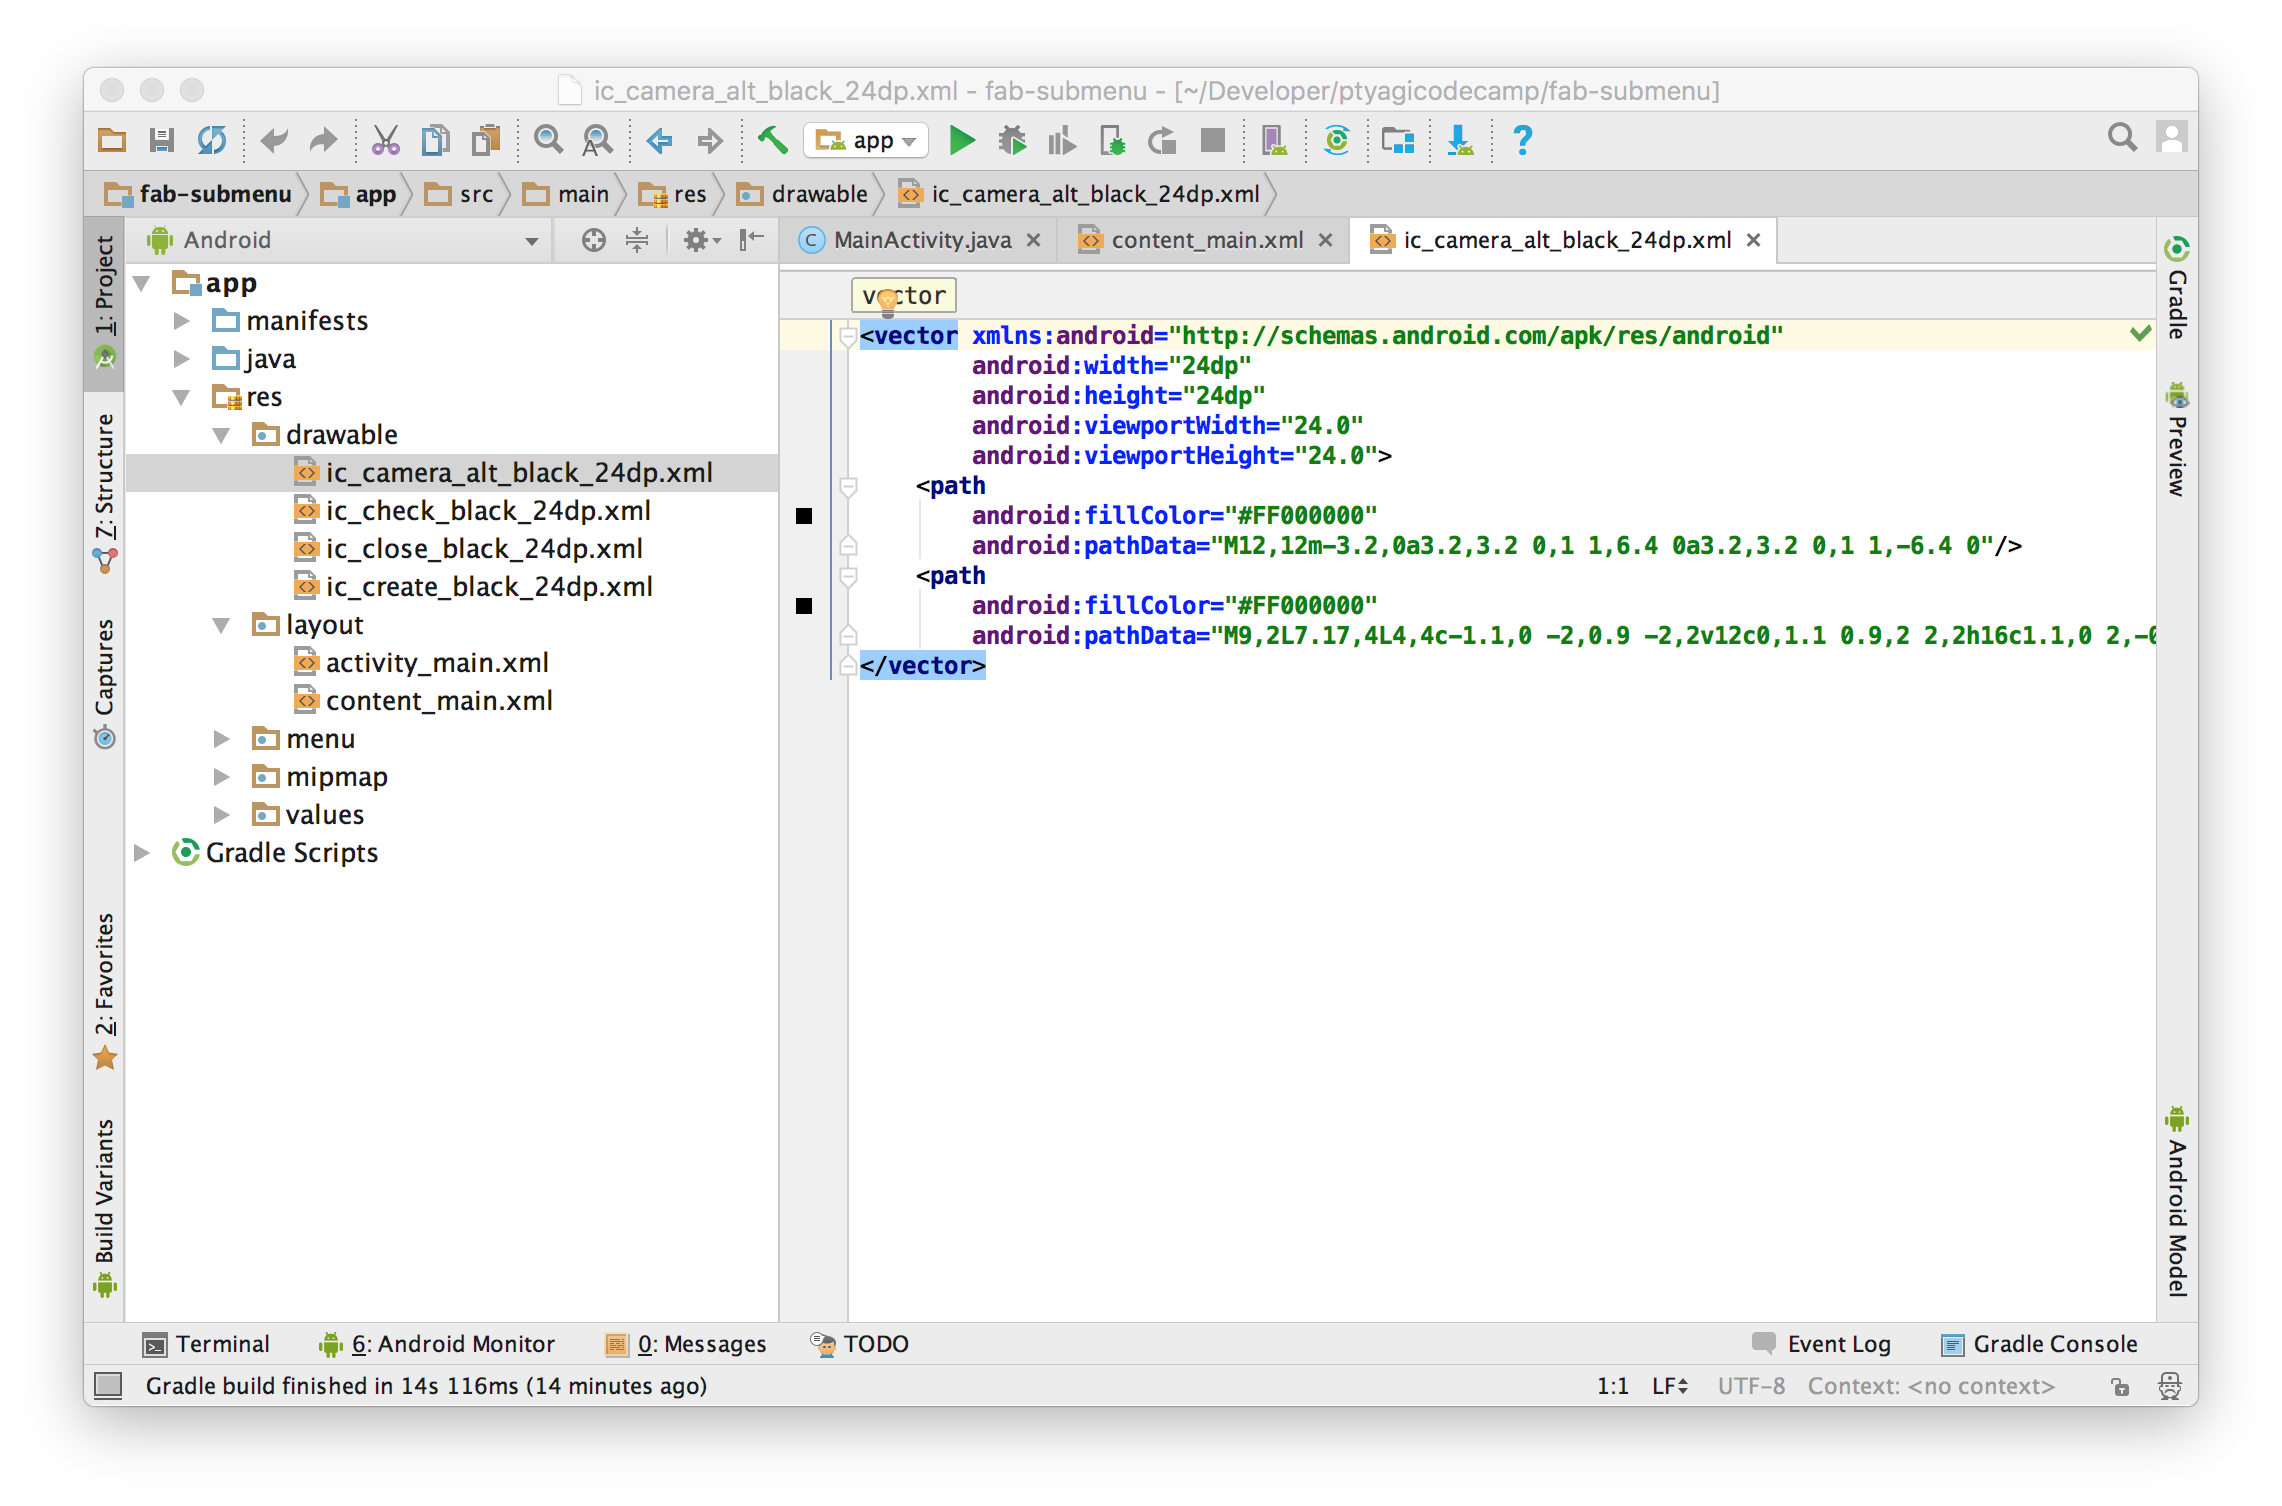 ic_camera_alt_black_24dp.xml - fab-submenu - [~/Developer/ptyagicodecamp/fab-submenu]
app
?
fab-submenu app src main res drawable ic_camera_alt_black_24dp.xml
Android
MainActivity.java content_main.xml ic_camera_alt_black_24dp.xml
1: Project
7: Structure
Captures
2: Favorites
Build Variants
app
manifests
java
res
drawable
ic_camera_alt_black_24dp.xml
ic_check_black_24dp.xml
ic_close_black_24dp.xml
ic_create_black_24dp.xml
layout
activity_main.xml
content_main.xml
menu
mipmap
values
Gradle Scripts
vector
<vector xmlns:android="http://schemas.android.com/apk/res/android"
android:width="24dp"
android:height="24dp"
android:viewportWidth="24.0"
android:viewportHeight="24.0">
<path
android:fillColor="#FF000000"
android:pathData="M12,12m-3.2,0a3.2,3.2 0,1 1,6.4 0a3.2,3.2 0,1 1,-6.4 0"/>
<path
android:fillColor="#FF000000"
android:pathData="M9,2L7.17,4L4,4c-1.1,0 -2,0.9 -2,2v12c0,1.1 0.9,2 2,2h16c1.1,0 2,-0
</vector>
Gradle
Preview
Android Model
Terminal 6: Android Monitor 0: Messages TODO Event Log Gradle Console
Gradle build finished in 14s 116ms (14 minutes ago) 1:1 LF UTF-8 Context: <no context>